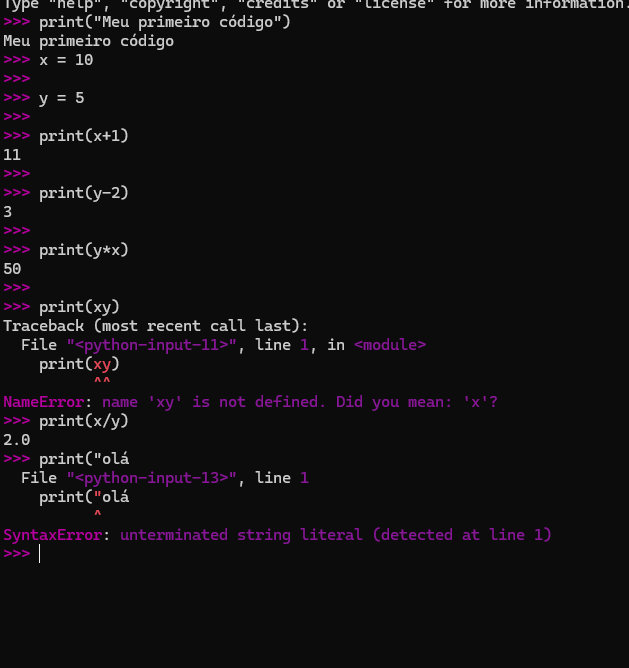 Type "help", "copyright", "credits" or "license" for more information.
>>> print("Meu primeiro código")
Meu primeiro código
>>> x = 10
>>>
>>> y = 5
>>>
>>> print(x+1)
11
>>>
>>> print(y-2)
3
>>>
>>> print(y*x)
50
>>>
>>> print(xy)
Traceback (most recent call last):
  File "<python-input-11>", line 1, in <module>
    print(xy)
          ^^
NameError: name 'xy' is not defined. Did you mean: 'x'?
>>> print(x/y)
2.0
>>> print("olá
  File "<python-input-13>", line 1
    print("olá
          ^
SyntaxError: unterminated string literal (detected at line 1)
>>>